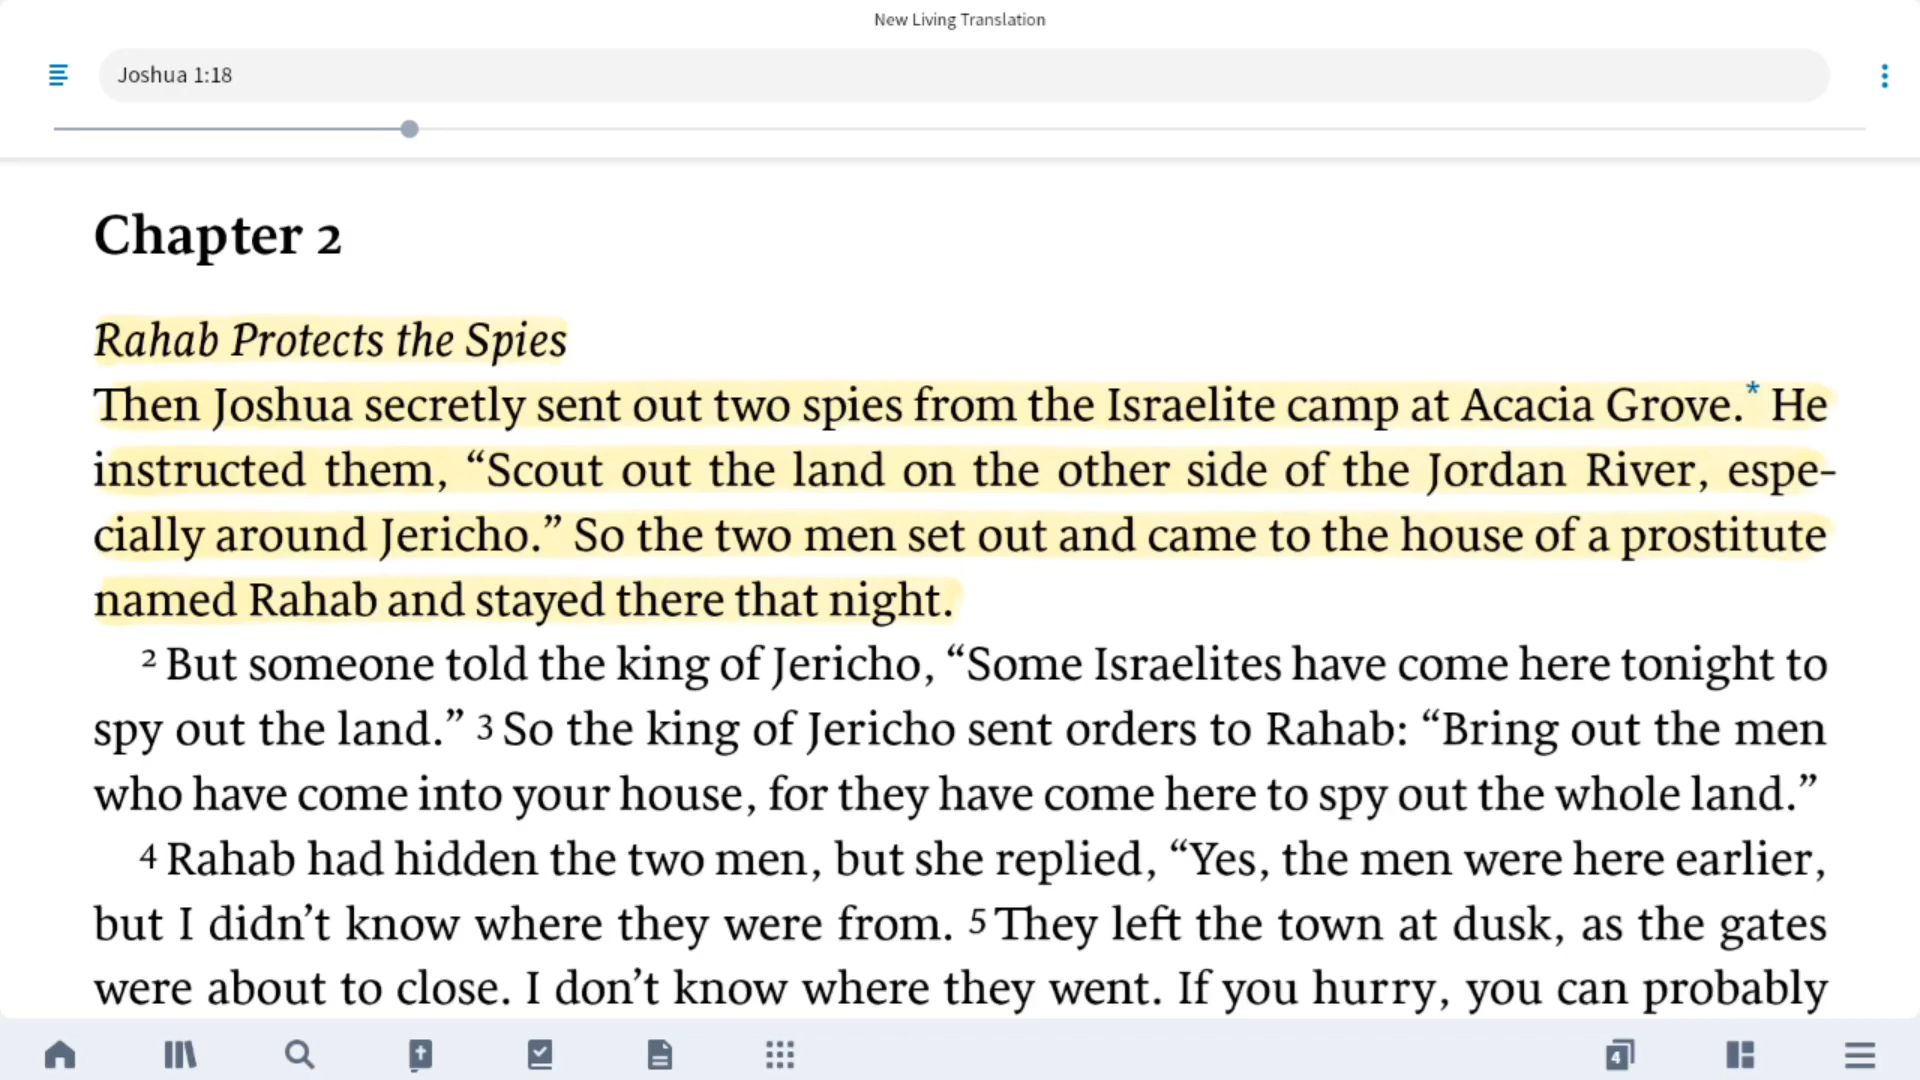 New Living Translation
Joshua 1:18
Chapter 2
Rahab Protects the Spies
Then Joshua secretly sent out two spies from the Israelite camp at Acacia Grove.* He
instructed them, “Scout out the land on the other side of the Jordan River, espe-
cially around Jericho.” So the two men set out and came to the house of a prostitute
named Rahab and stayed there that night.
2 But someone told the king of Jericho, “Some Israelites have come here tonight to
spy out the land.” 3 So the king of Jericho sent orders to Rahab: “Bring out the men
who have come into your house, for they have come here to spy out the whole land.”
4 Rahab had hidden the two men, but she replied, “Yes, the men were here earlier,
but I didn’t know where they were from. 5 They left the town at dusk, as the gates
were about to close. I don’t know where they went. If you hurry, you can probably
4